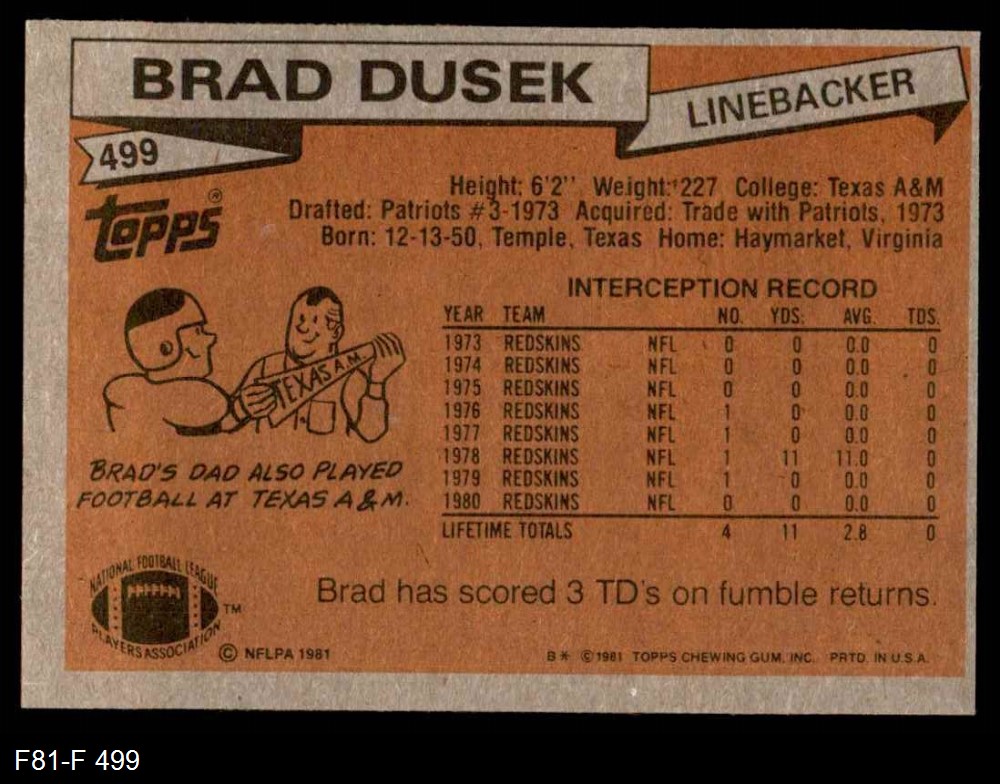 BRAD DUSEK
LINEBACKER
499
TOPPS®
Height: 6'2" Weight: 227 College: Texas A&M
Drafted: Patriots #3-1973 Acquired: Trade with Patriots, 1973
Born: 12-13-50, Temple, Texas Home: Haymarket, Virginia
INTERCEPTION RECORD
YEAR TEAM NO. YDS. AVG. TDS.
1973 REDSKINS NFL 0 0 0.0 0
1974 REDSKINS NFL 0 0 0.0 0
1975 REDSKINS NFL 0 0 0.0 0
1976 REDSKINS NFL 1 0 0.0 0
1977 REDSKINS NFL 1 0 0.0 0
1978 REDSKINS NFL 1 11 11.0 0
1979 REDSKINS NFL 1 0 0.0 0
1980 REDSKINS NFL 0 0 0.0 0
LIFETIME TOTALS 4 11 2.8 0
TEXAS A.M.
BRAD'S DAD ALSO PLAYED
FOOTBALL AT TEXAS A&M.
Brad has scored 3 TD's on fumble returns.
NATIONAL FOOTBALL LEAGUE
PLAYERS ASSOCIATION
TM
© NFLPA 1981
B* © 1981 TOPPS CHEWING GUM, INC. PRTD. IN U.S.A.
F81-F 499